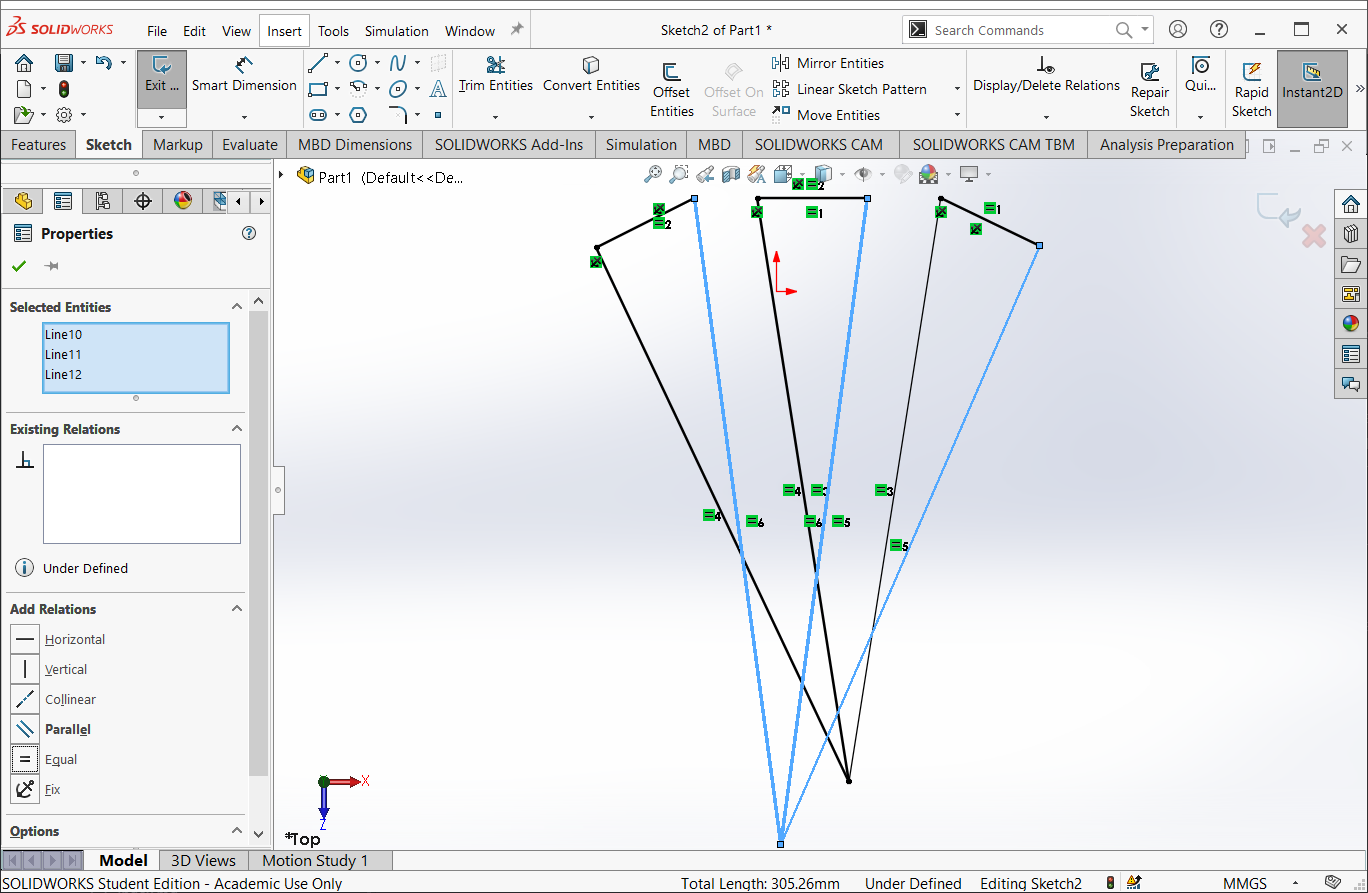 SOLIDWORKS
File Edit View Insert Tools Simulation Window
Sketch2 of Part1 *
Search Commands
Exit ...
Smart Dimension
Trim Entities
Convert Entities
Offset
Entities
Offset On
Surface
Mirror Entities
Linear Sketch Pattern
Move Entities
Display/Delete Relations
Repair
Sketch
Qui...
Rapid
Sketch
Instant2D
Features Sketch Markup Evaluate MBD Dimensions SOLIDWORKS Add-Ins Simulation MBD SOLIDWORKS CAM SOLIDWORKS CAM TBM Analysis Preparation
Part1 (Default<<De...
Properties
Selected Entities
Line10
Line11
Line12
Existing Relations
Under Defined
Add Relations
Horizontal
Vertical
Collinear
Parallel
Equal
Fix
Options
2
2
1
1
4
3
3
4
6
6
5
5
X
Z
*Top
Model 3D Views Motion Study 1
SOLIDWORKS Student Edition - Academic Use Only
Total Length: 305.26mm Under Defined Editing Sketch2 MMGS